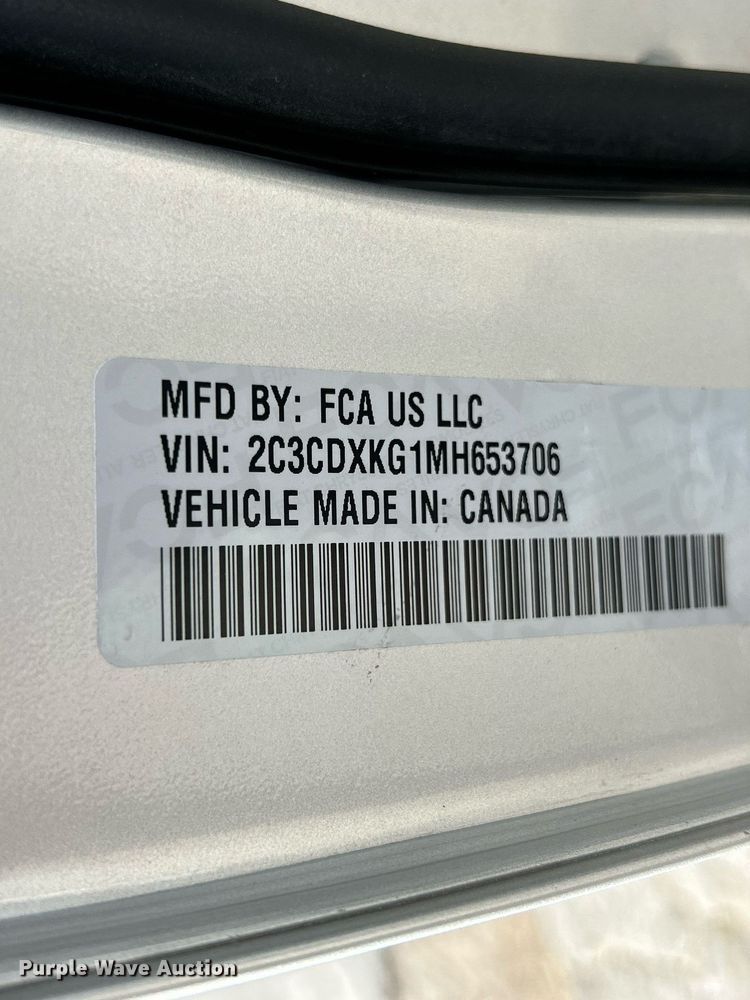 MFD BY: FCA US LLC
VIN: 2C3CDXKG1MH653706
VEHICLE MADE IN: CANADA
Purple Wave Auction